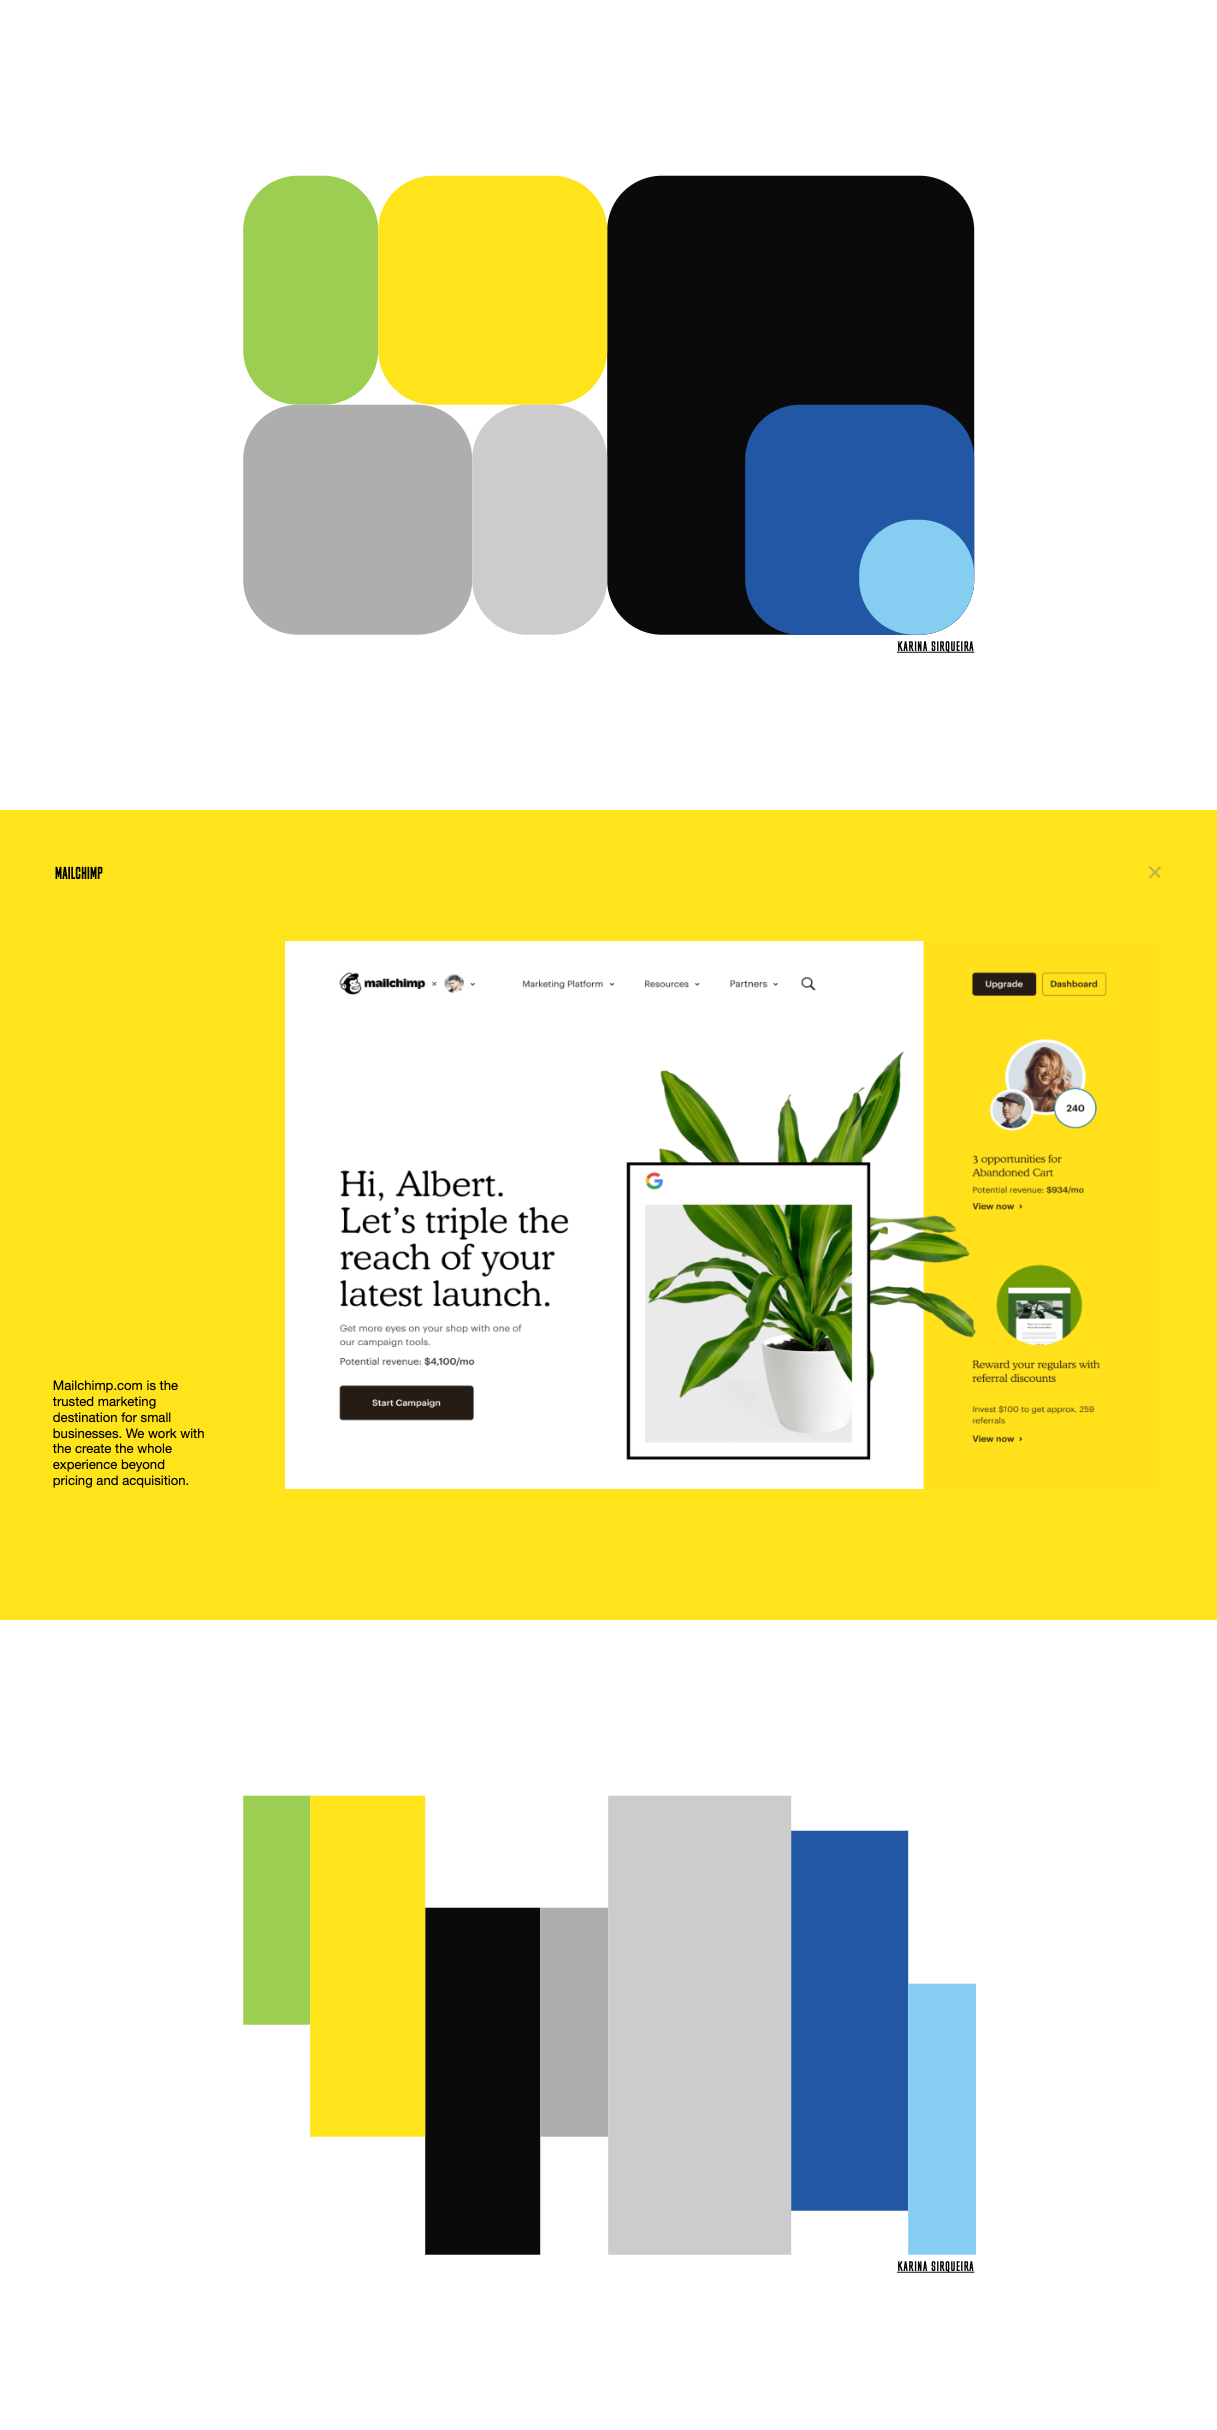 KARINA SIRQUEIRA
MAILCHIMP
mailchimp
Marketing Platform
Resources
Partners
Upgrade
Dashboard
240
3 opportunities for
Abandoned Cart
Potential revenue: $934/mo
View now
Hi, Albert.
Let's triple the
reach of your
latest launch.
Get more eyes on your shop with one of
our campaign tools.
Potential revenue: $4,100/mo
Start Campaign
G
Reward your regulars with
referral discounts
Invest $100 to get approx. 259
referrals
View now
Mailchimp.com is the
trusted marketing
destination for small
businesses. We work with
the create the whole
experience beyond
pricing and acquisition.
KARINA SIRQUEIRA